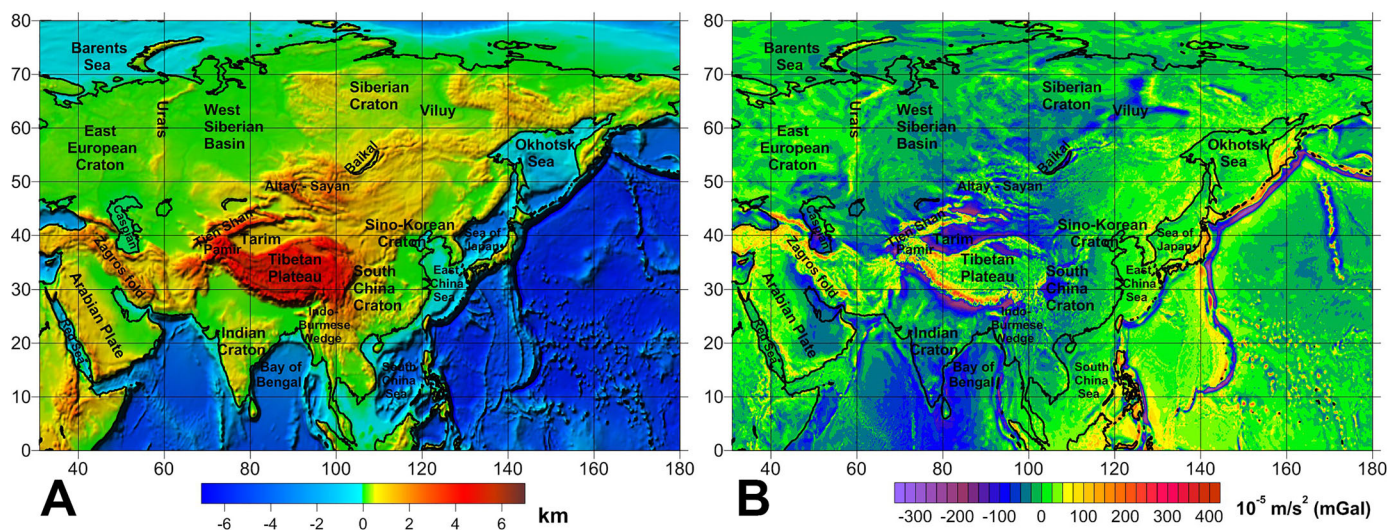 80
70
60
50
40
30
20
10
0
Barents
Sea
Urals
West
Siberian
Basin
Siberian
Craton
Viluy
East
European
Craton
Okhotsk
Sea
Baikal
Altay - Sayan
Caspian
Tien Shan
Pamir
Tarim
Sino-Korean
Craton
Sea of
Japan
Zagros fold
Tibetan
Plateau
South
China
Craton
East
China
Sea
Arabian Plate
Red Sea
Indian
Craton
Indo-
Burmese
Wedge
Bay of
Bengal
South
China
Sea
40 60 80 100 120 140 160 180
A
-6 -4 -2 0 2 4 6
km
80
70
60
50
40
30
20
10
0
Barents
Sea
Urals
West
Siberian
Basin
Siberian
Craton
Viluy
East
European
Craton
Okhotsk
Sea
Baikal
Altay - Sayan
Caspian
Tien Shan
Pamir
Tarim
Sino-Korean
Craton
Sea of
Japan
Zagros fold
Tibetan
Plateau
South
China
Craton
East
China
Sea
Arabian Plate
Red Sea
Indian
Craton
Indo-
Burmese
Wedge
Bay of
Bengal
South
China
Sea
40 60 80 100 120 140 160 180
B
-300 -200 -100 0 100 200 300 400
10⁻⁵ m/s² (mGal)